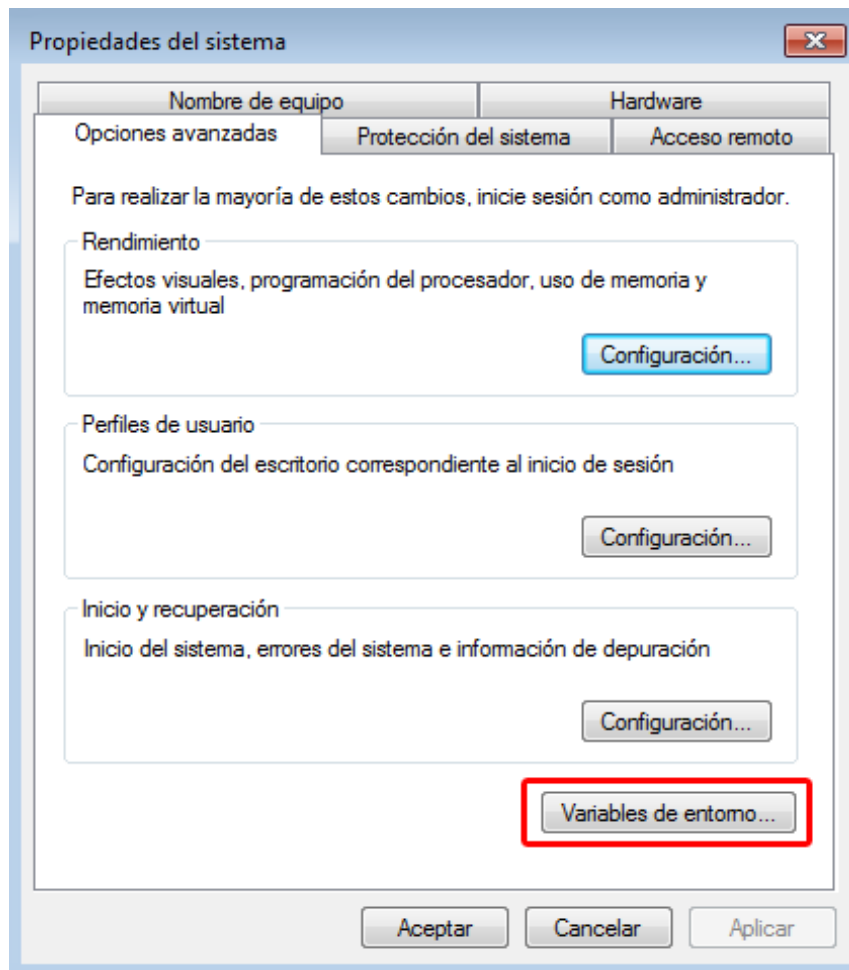 Propiedades del sistema
Nombre de equipo
Hardware
Opciones avanzadas
Protección del sistema
Acceso remoto
Para realizar la mayoría de estos cambios, inicie sesión como administrador.
Rendimiento
Efectos visuales, programación del procesador, uso de memoria y
memoria virtual
Configuración...
Perfiles de usuario
Configuración del escritorio correspondiente al inicio de sesión
Configuración...
Inicio y recuperación
Inicio del sistema, errores del sistema e información de depuración
Configuración...
Variables de entorno...
Aceptar
Cancelar
Aplicar